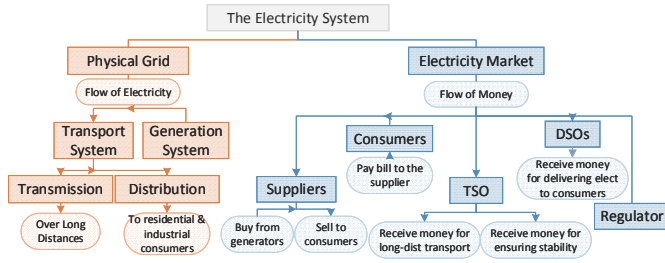 The Electricity System
Physical Grid
Electricity Market
Flow of Electricity
Flow of Money
Transport
System
Generation
System
Consumers
DSOs
Pay bill to the
supplier
Receive money
for delivering elect
to consumers
Transmission
Distribution
Suppliers
TSO
Regulator
Over Long
Distances
To residential &
industrial
consumers
Buy from
generators
Sell to
consumers
Receive money for
long-dist transport
Receive money for
ensuring stability